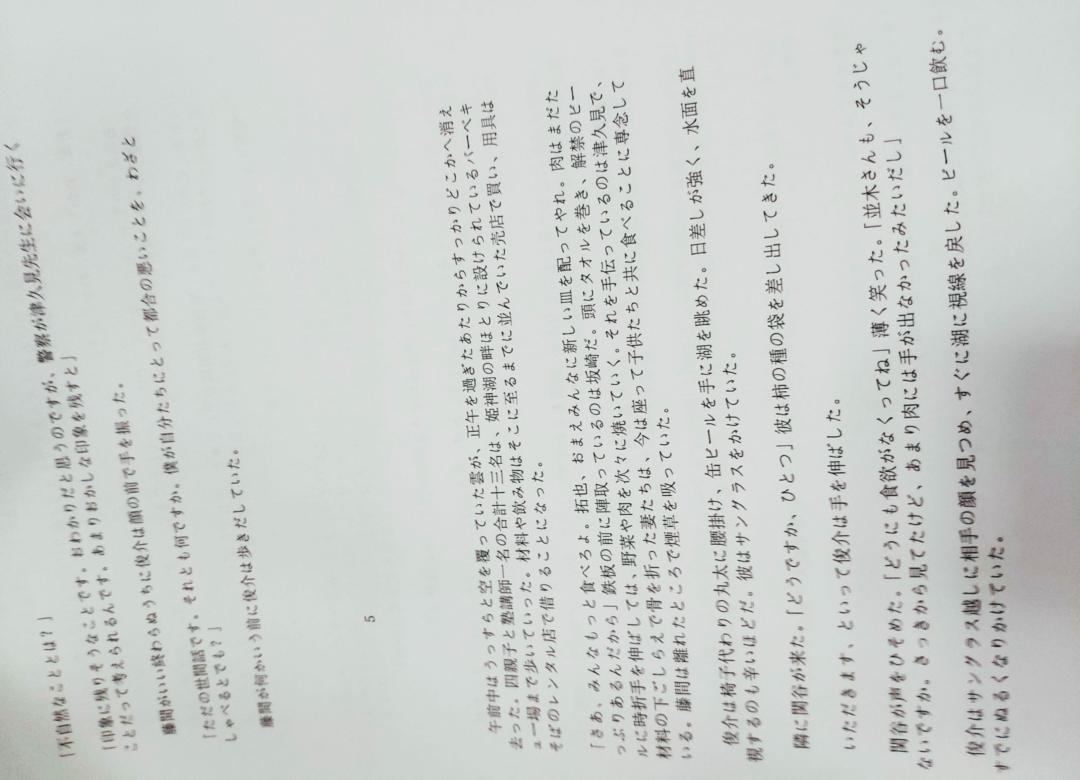 「不自然なこととは？」
「印象に残りそうなことです。おわかりだと思うのですが、警察が津久見先生に会いに行く
ことだって考えられるんです。あまりおかしな印象を残すと」
藤間がいい終わらぬうちに俊介は顔の前で手を振った。
「ただの世間話です。それとも何ですか。僕が自分たちにとって都合の悪いことを、わざと
しゃべるとでも？」
藤間が何かいう前に俊介は歩きだしていた。
5
午前中はうっすらと空を覆っていた雲が、正午を過ぎたあたりからすっかりどこかへ消え
去った。四親子と塾講師一名の合計十三名は、姫神湖の畔ほとりに設けられているバーベキ
ュー場まで歩いていった。材料や飲み物はそこに至るまでに並んでいた売店で買い、用具は
そばのレンタル店で借りることになった。
「さあ、みんなもっと食べろよ。拓也、おまえみんなに新しい皿を配ってやれ。肉はまだた
っぷりあるんだから」鉄板の前に陣取っているのは坂崎だ。頭にタオルを巻き、解禁のビー
ルに時折手を伸ばしては、野菜や肉を次々に焼いていく。それを手伝っているのは津久見で、
材料の下ごしらえで骨を折った妻たちは、今は座って子供たちと共に食べることに専念して
いる。藤間は離れたところで煙草を吸っていた。
俊介は椅子代わりの丸太に腰掛け、缶ビールを手に湖を眺めた。日差しが強く、水面を直
視するのも辛いほどだ。彼はサングラスをかけていた。
隣に関谷が来た。「どうですか、ひとつ」彼は柿の種の袋を差し出してきた。
いただきます、といって俊介は手を伸ばした。
関谷が声をひそめた。「どうにも食欲がなくってね」薄く笑った。「並木さんも、そうじゃ
ないですか。さっきから見てたけど、あまり肉には手が出なかったみたいだし」
俊介はサングラス越しに相手の顔を見つめ、すぐに湖に視線を戻した。ビールを一口飲む。
すでにぬるくなりかけていた。